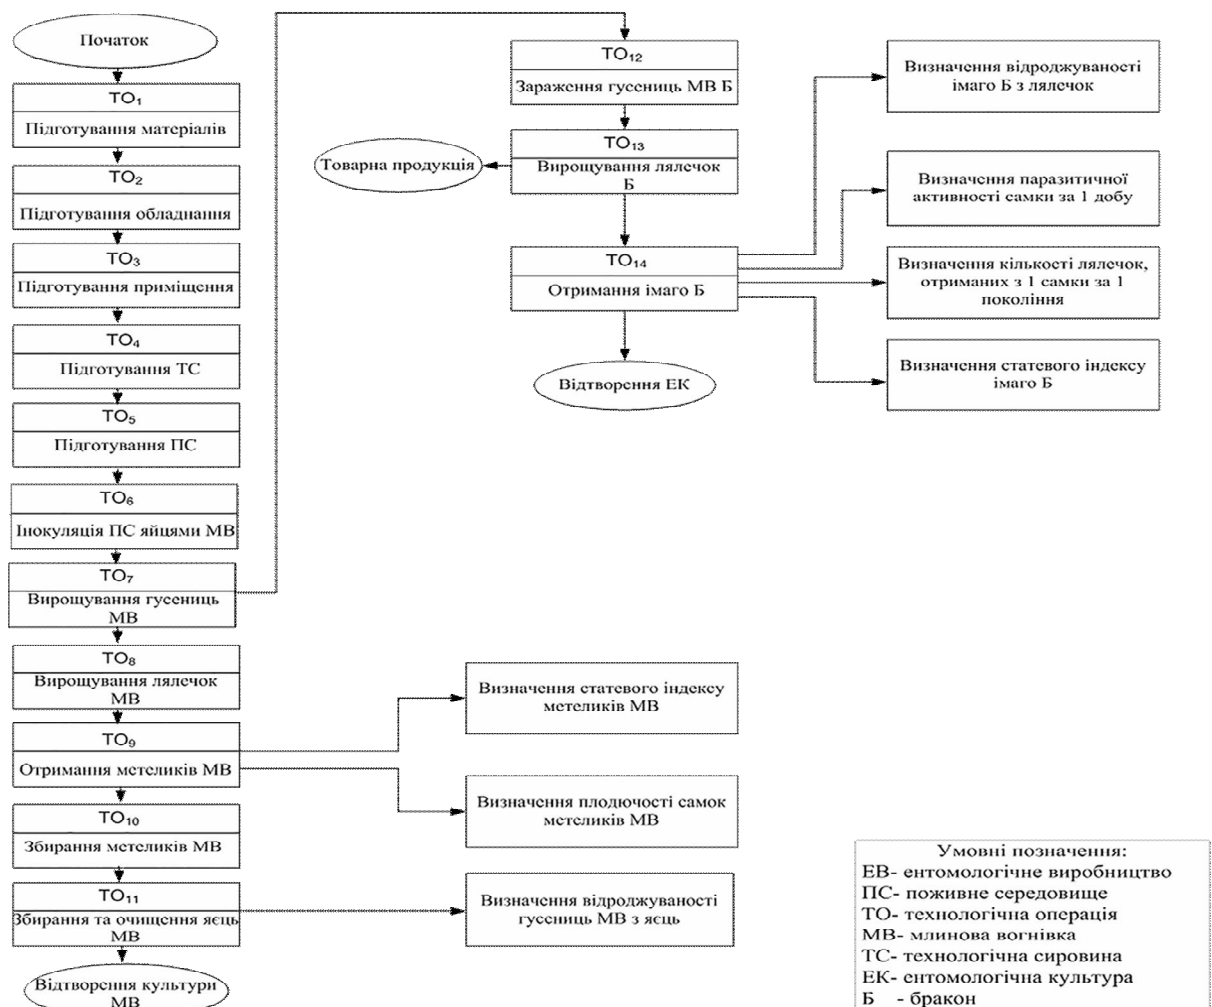 Початок
ТО₁
Підготування матеріалів
ТО₂
Підготування обладнання
ТО₃
Підготування приміщення
ТО₄
Підготування ТС
ТО₅
Підготування ПС
ТО₆
Інокуляція ПС яйцями МВ
ТО₇
Вирощування гусениць
МВ
ТО₈
Вирощування лялечок
МВ
ТО₉
Отримання метеликів МВ
ТО₁₀
Збирання метеликів МВ
ТО₁₁
Збирання та очищення яєць
МВ
Відтворення культури
МВ
Визначення статевого індексу
метеликів МВ
Визначення плодючості самок
метеликів МВ
Визначення відроджуваності
гуссениць МВ з яєць
ТО₁₂
Зараження гусениць МВ Б
ТО₁₃
Вирощування лялечок
Б
Товарна продукція
ТО₁₄
Отримання імаго Б
Відтворення ЕК
Визначення відроджуваності
імаго Б з лялечок
Визначення паразитичної
активності самки за 1 добу
Визначення кількості лялечок,
отриманих з 1 самки за 1
покоління
Визначення статевого індексу
імаго Б
Умовні позначення:
ЕВ- ентомологічне виробництво
ПС- поживне середовище
ТО- технологічна операція
МВ- млинова вогнівка
ТС- технологічна сировина
ЕК- ентомологічна культура
Б - бракон